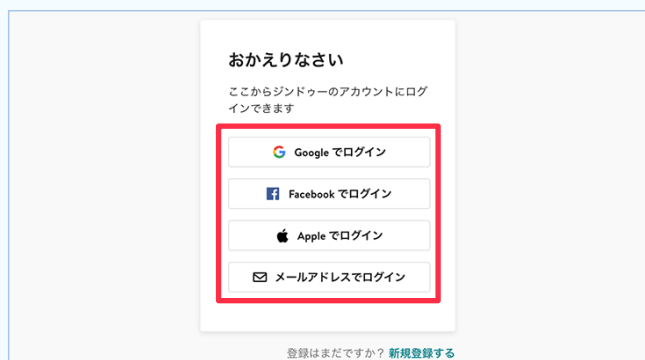 おかえりなさい
ここからジンドゥーのアカウントにログ
インできます
Google でログイン
Facebook でログイン
Apple でログイン
メールアドレスでログイン
登録はまだですか？ 新規登録する